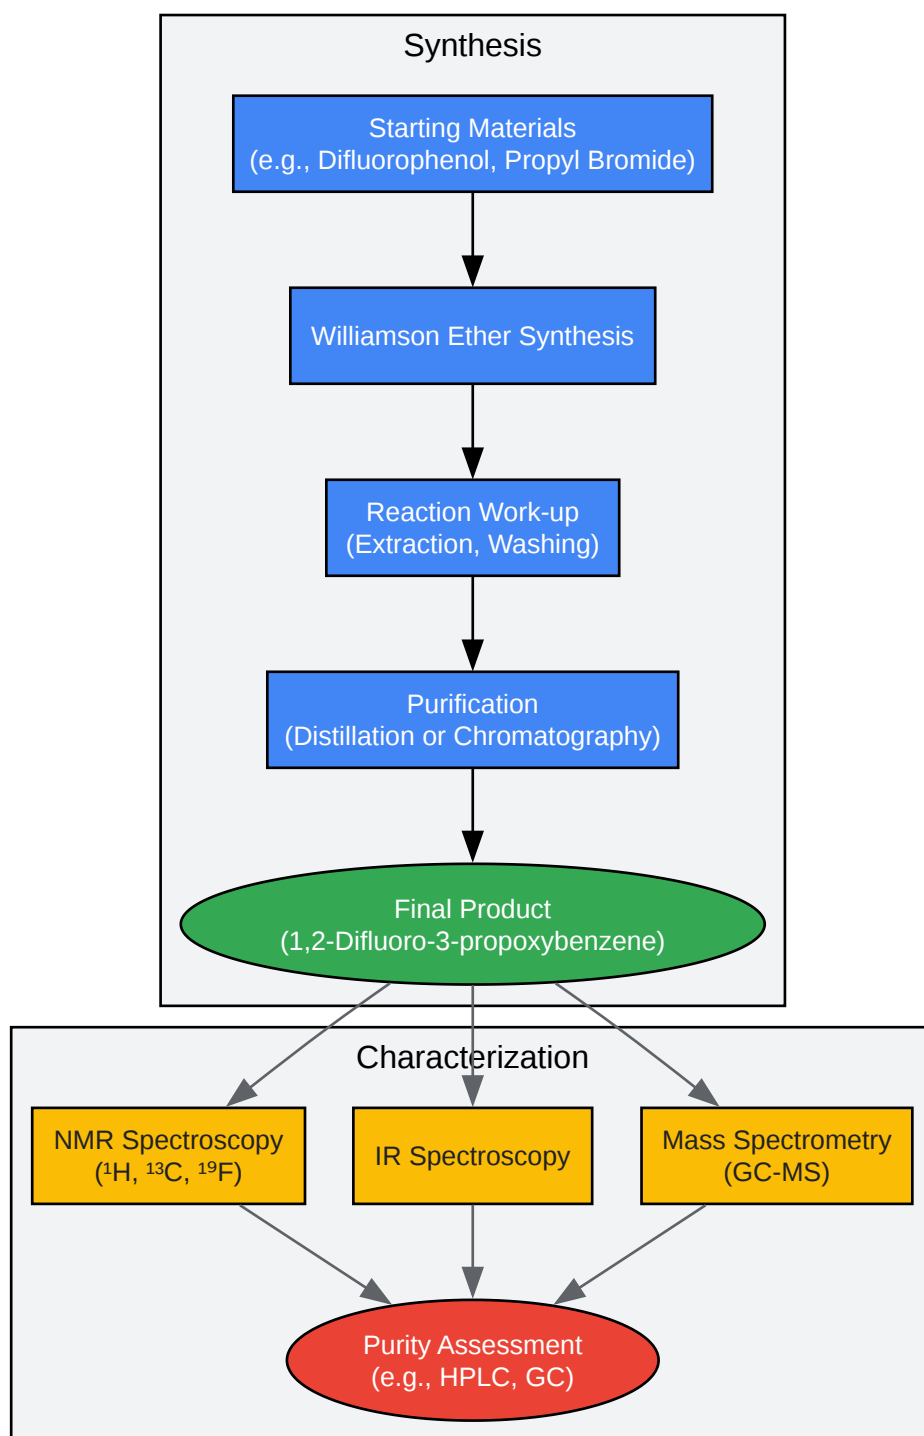 Synthesis
Starting Materials
(e.g., Difluorophenol, Propyl Bromide)
Williamson Ether Synthesis
Reaction Work-up
(Extraction, Washing)
Purification
(Distillation or Chromatography)
Final Product
(1,2-Difluoro-3-propoxybenzene)
Characterization
NMR Spectroscopy
(¹H, ¹³C, ¹⁹F)
IR Spectroscopy
Mass Spectrometry
(GC-MS)
Purity Assessment
(e.g., HPLC, GC)